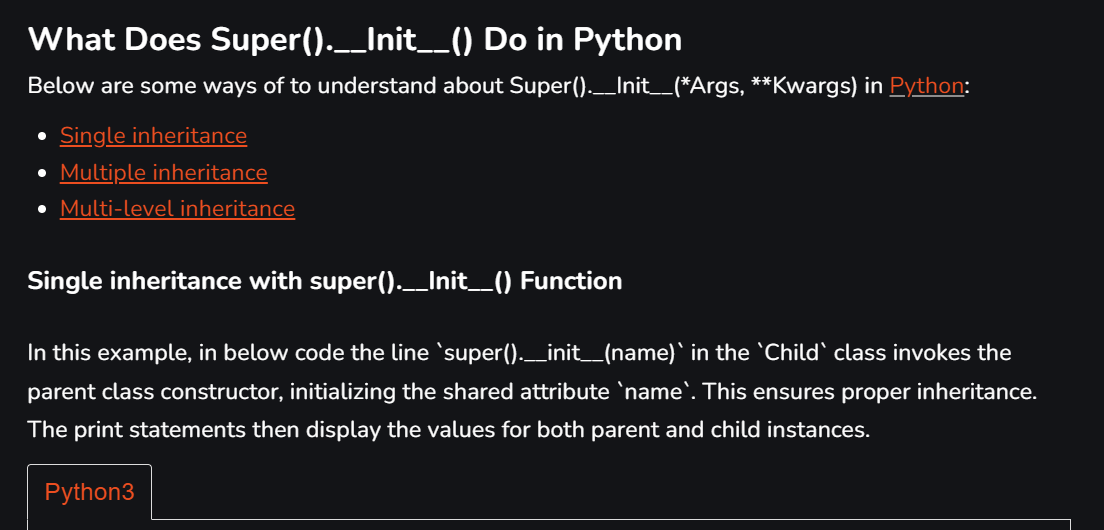 What Does Super().__Init__() Do in Python
Below are some ways of to understand about Super().__Init__(*Args, **Kwargs) in Python:
Single inheritance
Multiple inheritance
Multi-level inheritance
Single inheritance with super().__Init__() Function
In this example, in below code the line `super().__init__(name)` in the `Child` class invokes the
parent class constructor, initializing the shared attribute `name`. This ensures proper inheritance.
The print statements then display the values for both parent and child instances.
Python3